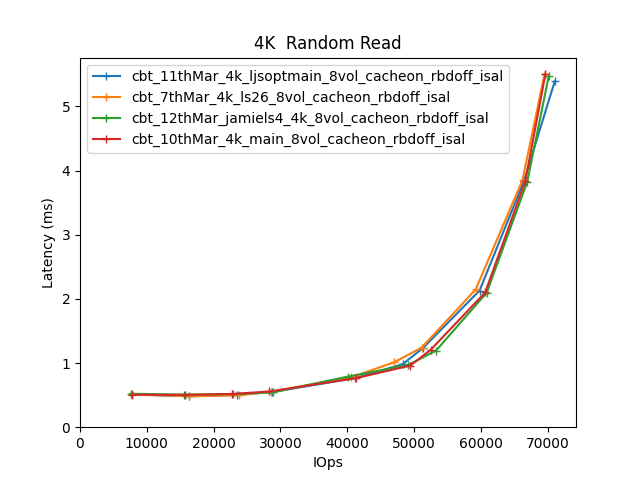 4K  Random Read
cbt_11thMar_4k_ljsoptmain_8vol_cacheon_rbdoff_isal
cbt_7thMar_4k_ls26_8vol_cacheon_rbdoff_isal
cbt_12thMar_jamiels4_4k_8vol_cacheon_rbdoff_isal
cbt_10thMar_4k_main_8vol_cacheon_rbdoff_isal
Latency (ms)
5
4
3
2
1
0
0 10000 20000 30000 40000 50000 60000 70000
IOps